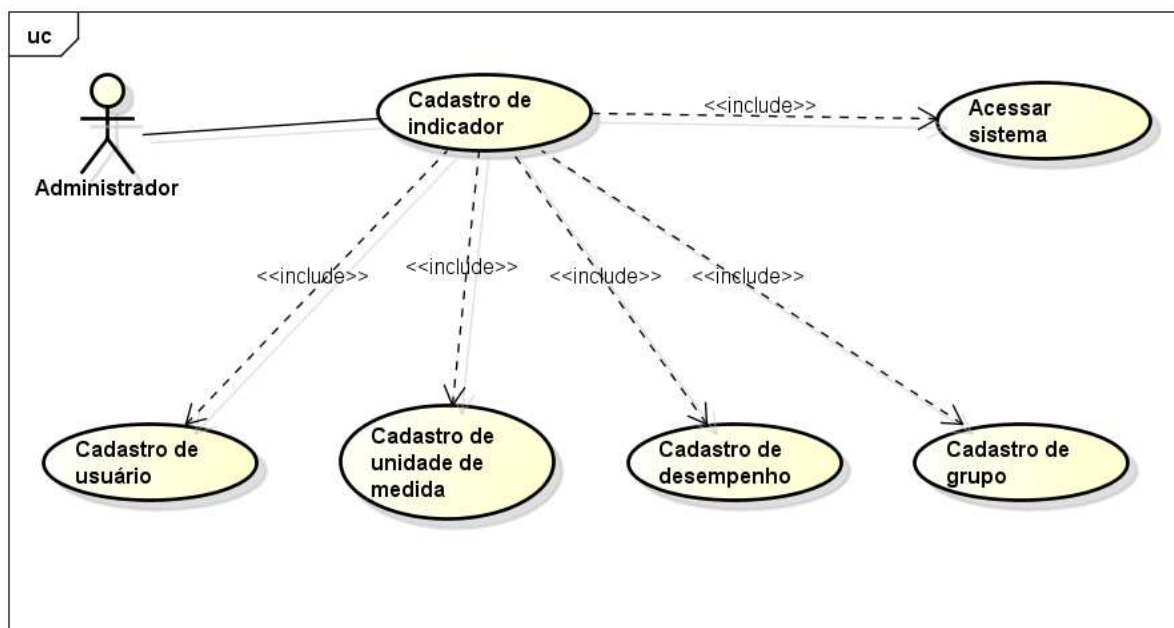 uc
Cadastro de
indicador
<<include>>
Acessar
sistema
Administrador
<<include>>
<<include>>
<<include>>
<<include>>
Cadastro de
usuário
Cadastro de
unidade de
medida
Cadastro de
desempenho
Cadastro de
grupo